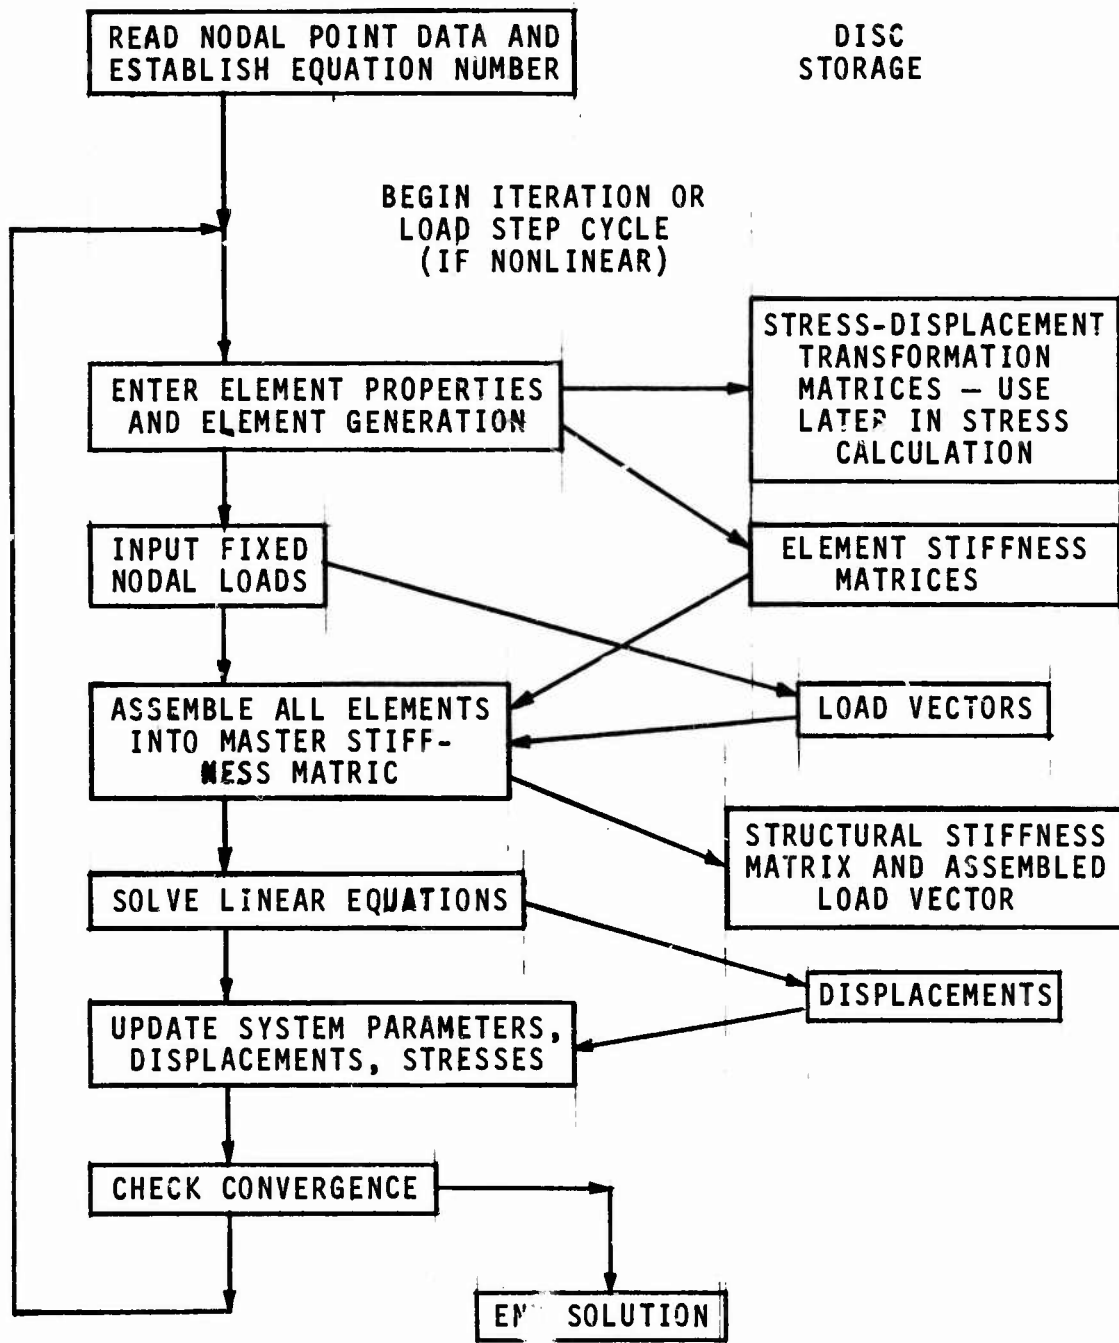 READ NODAL POINT DATA AND
ESTABLISH EQUATION NUMBER
DISC
STORAGE
BEGIN ITERATION OR
LOAD STEP CYCLE
(IF NONLINEAR)
STRESS-DISPLACEMENT
TRANSFORMATION
MATRICES — USE
LATER IN STRESS
CALCULATION
ENTER ELEMENT PROPERTIES
AND ELEMENT GENERATION
INPUT FIXED
NODAL LOADS
ELEMENT STIFFNESS
MATRICES
ASSEMBLE ALL ELEMENTS
INTO MASTER STIFF-
NESS MATRIC
LOAD VECTORS
STRUCTURAL STIFFNESS
MATRIX AND ASSEMBLED
LOAD VECTOR
SOLVE LINEAR EQUATIONS
DISPLACEMENTS
UPDATE SYSTEM PARAMETERS,
DISPLACEMENTS, STRESSES
CHECK CONVERGENCE
SOLUTION